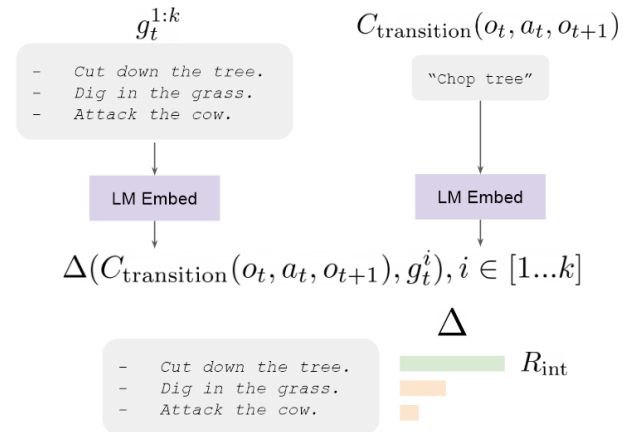 g_t^{1:k}
C_transition(o_t, a_t, o_{t+1})
- Cut down the tree.
- Dig in the grass.
- Attack the cow.
“Chop tree”
LM Embed
LM Embed
Δ(C_transition(o_t, a_t, o_{t+1}), g_t^i), i ∈ [1...k]
Δ
- Cut down the tree.
- Dig in the grass.
- Attack the cow.
R_int